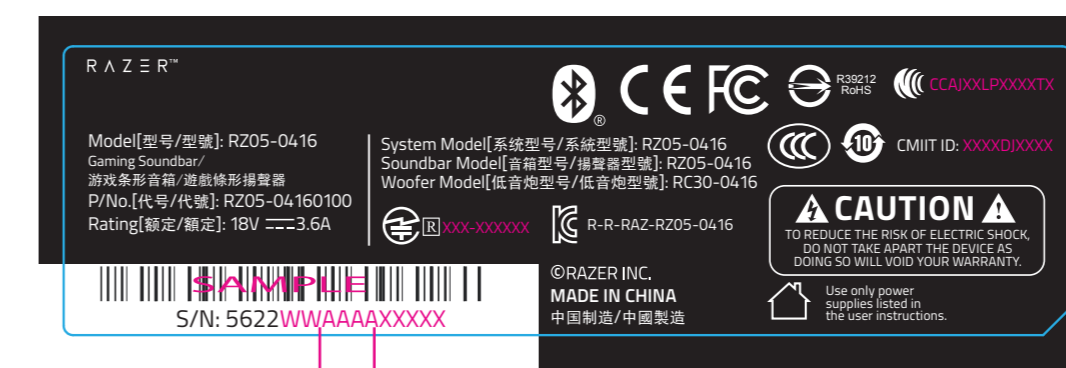 RAZER™
Model[型号/型號]: RZ05-0416
Gaming Soundbar/
游戏条形音箱/遊戲條形揚聲器
P/No.[代号/代號]: RZ05-04160100
Rating[额定/額定]: 18V ⎓3.6A
System Model[系统型号/系統型號]: RZ05-0416
Soundbar Model[音箱型号/揚聲器型號]: RZ05-0416
Woofer Model[低音炮型号/低音炮型號]: RC30-0416
R XXX-XXXXXX
R-R-RAZ-RZ05-0416
®
CE FC
R39212
RoHS
CCAJXXLPXXXXTX
CCC
10
CMIIT ID: XXXXDJXXXX
CAUTION
TO REDUCE THE RISK OF ELECTRIC SHOCK,
DO NOT TAKE APART THE DEVICE AS
DOING SO WILL VOID YOUR WARRANTY.
SAMPLE
S/N: 5622WWAAAAXXXXX
©RAZER INC.
MADE IN CHINA
中国制造/中國製造
Use only power
supplies listed in
the user instructions.